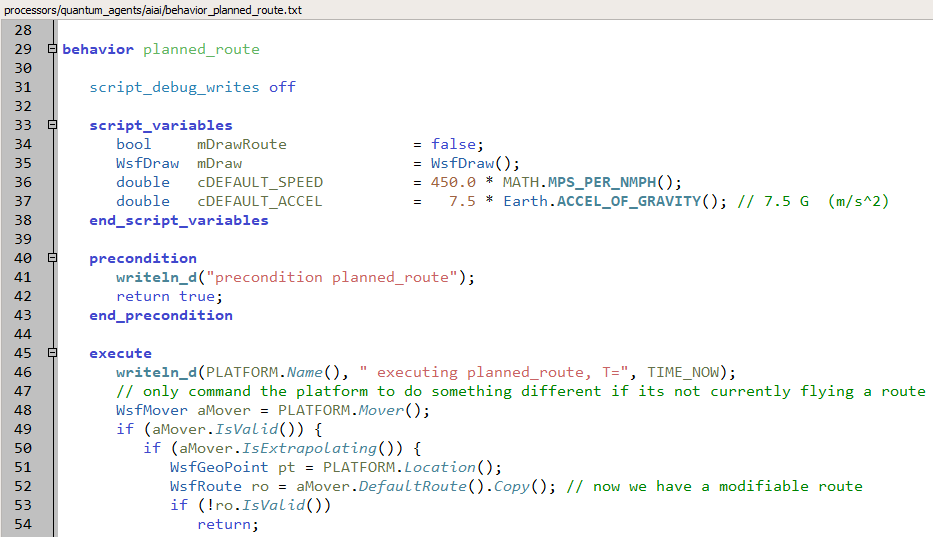 processors/quantum_agents/aiai/behavior_planned_route.txt
28
29 behavior planned_route
30
31 script_debug_writes off
32
33 script_variables
34 bool mDrawRoute = false;
35 WsfDraw mDraw = WsfDraw();
36 double cDEFAULT_SPEED = 450.0 * MATH.MPS_PER_NMPH();
37 double cDEFAULT_ACCEL = 7.5 * Earth.ACCEL_OF_GRAVITY(); // 7.5 G (m/s^2)
38 end_script_variables
39
40 precondition
41 writeln_d("precondition planned_route");
42 return true;
43 end_precondition
44
45 execute
46 writeln_d(PLATFORM.Name(), " executing planned_route, T=", TIME_NOW);
47 // only command the platform to do something different if its not currently flying a route
48 WsfMover aMover = PLATFORM.Mover();
49 if (aMover.IsValid()) {
50 if (aMover.IsExtrapolating()) {
51 WsfGeoPoint pt = PLATFORM.Location();
52 WsfRoute ro = aMover.DefaultRoute().Copy(); // now we have a modifiable route
53 if (!ro.IsValid())
54 return;